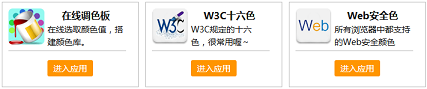 在线调色板
在线选取颜色值，搭
建颜色库。
进入应用
W3C
W3C十六色
W3C规定的十六
色，很常用喔~
进入应用
Web
Web安全色
所有浏览器中都支持
的Web安全颜色
进入应用